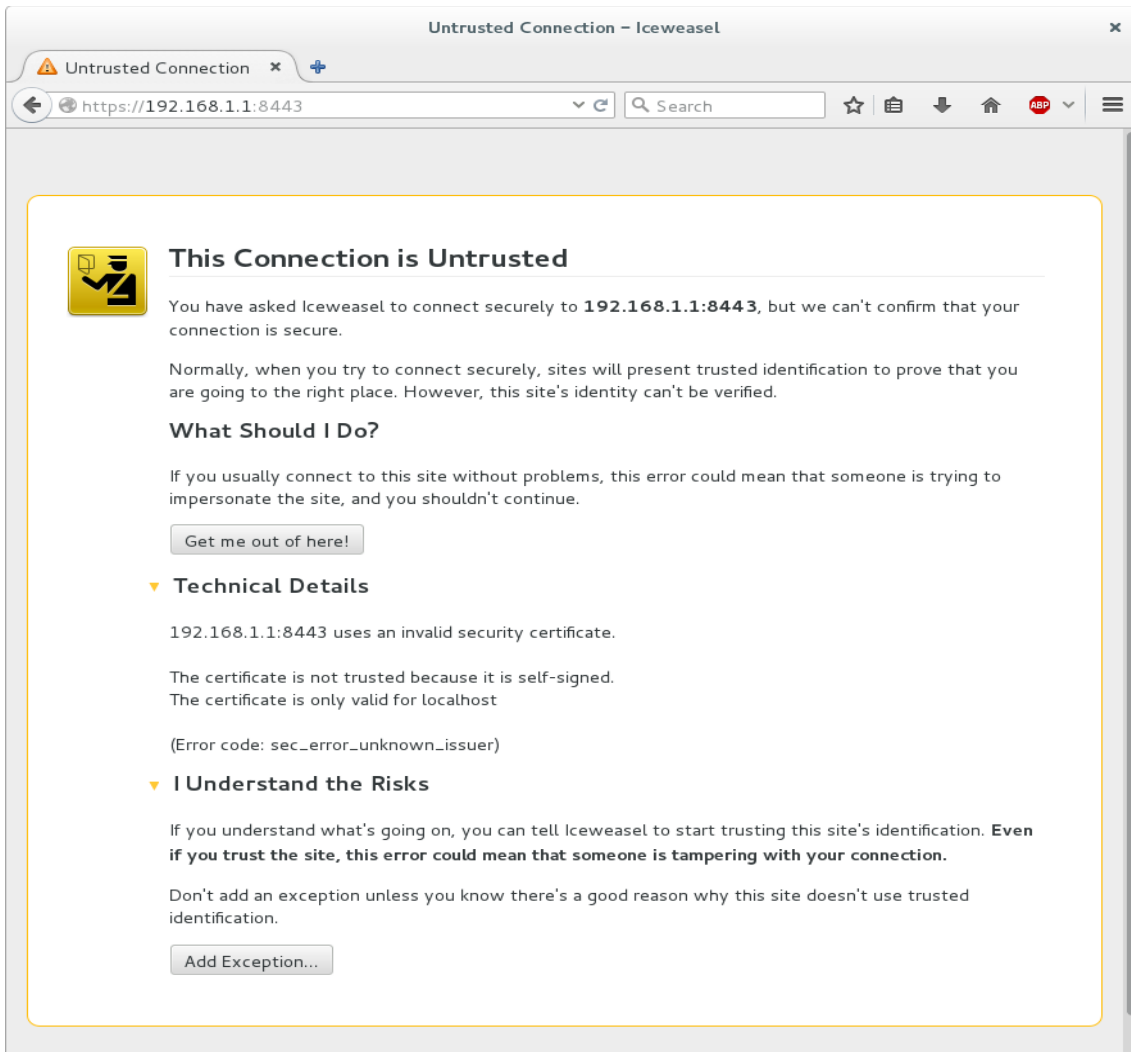 Untrusted Connection – Iceweasel
Untrusted Connection
https://192.168.1.1:8443
Search
ABP
This Connection is Untrusted
You have asked Iceweasel to connect securely to 192.168.1.1:8443, but we can't confirm that your
connection is secure.
Normally, when you try to connect securely, sites will present trusted identification to prove that you
are going to the right place. However, this site's identity can't be verified.
What Should I Do?
If you usually connect to this site without problems, this error could mean that someone is trying to
impersonate the site, and you shouldn't continue.
Get me out of here!
Technical Details
192.168.1.1:8443 uses an invalid security certificate.
The certificate is not trusted because it is self-signed.
The certificate is only valid for localhost
(Error code: sec_error_unknown_issuer)
I Understand the Risks
If you understand what's going on, you can tell Iceweasel to start trusting this site's identification. Even
if you trust the site, this error could mean that someone is tampering with your connection.
Don't add an exception unless you know there's a good reason why this site doesn't use trusted
identification.
Add Exception...